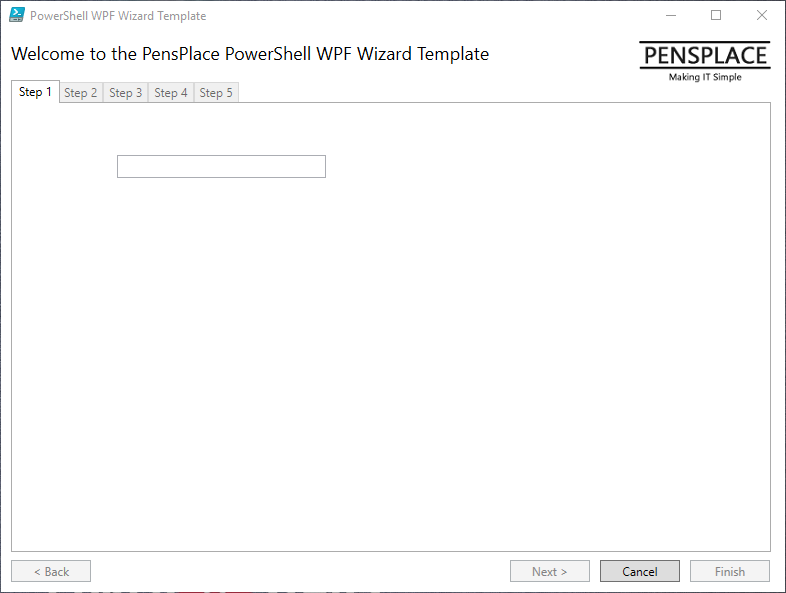 PowerShell WPF Wizard Template
Welcome to the PensPlace PowerShell WPF Wizard Template
PENSPLACE
Making IT Simple
Step 1 Step 2 Step 3 Step 4 Step 5
< Back Next > Cancel Finish